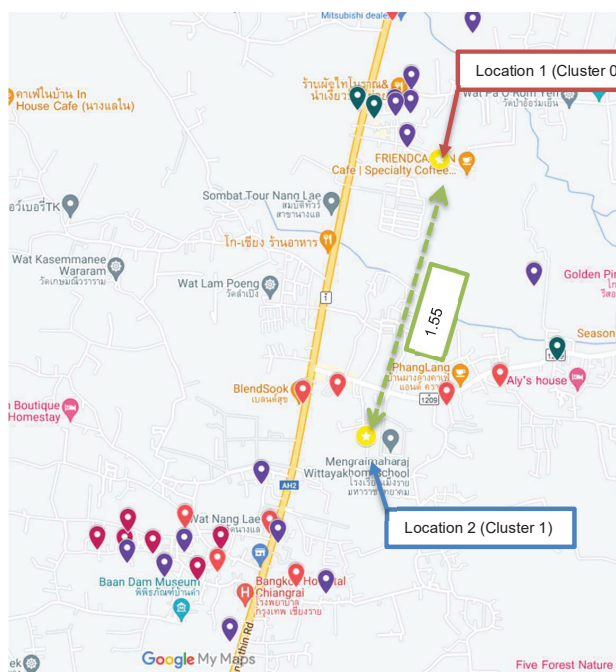 Mitsubishi deale
Location 1 (Cluster 0
ร้านผัดไทโบราณ&
Wat Pa O Rom Yen
วัดป่าอ้อร่มเย็น
คาเฟ่ในบ้าน In
House Cafe (นางแลใน)
FRIENDCA
Cafe | Specialty Coffee...
Sombat Tour Nang Lae
สมบัติทัวร์
สาขานางแล
อว์เบอรี่TK
โก-เซียง ร้านอาหาร
Wat Kasemmanee
Wararam
วัดเกษมณีวราราม
Wat Lam Poeng
วัดลำเปิง
Golden Pin
1
1.55
Season
PhangLang
Aly's house
1209
BlendSook
เบลนด์สุข
n Boutique
Homestay
Mengraimaharaj
Wittayakhom School
AH2
Location 2 (Cluster 1)
Wat Nang Lae
วัดนางแล
Baan Dam Museum
พิพิธภัณฑ์บ้านดำ
Bangkok Hospital
Chiangrai
โรงพยาบาล
กรุงเทพ เชียงราย
Google My Maps
Five Forest Nature